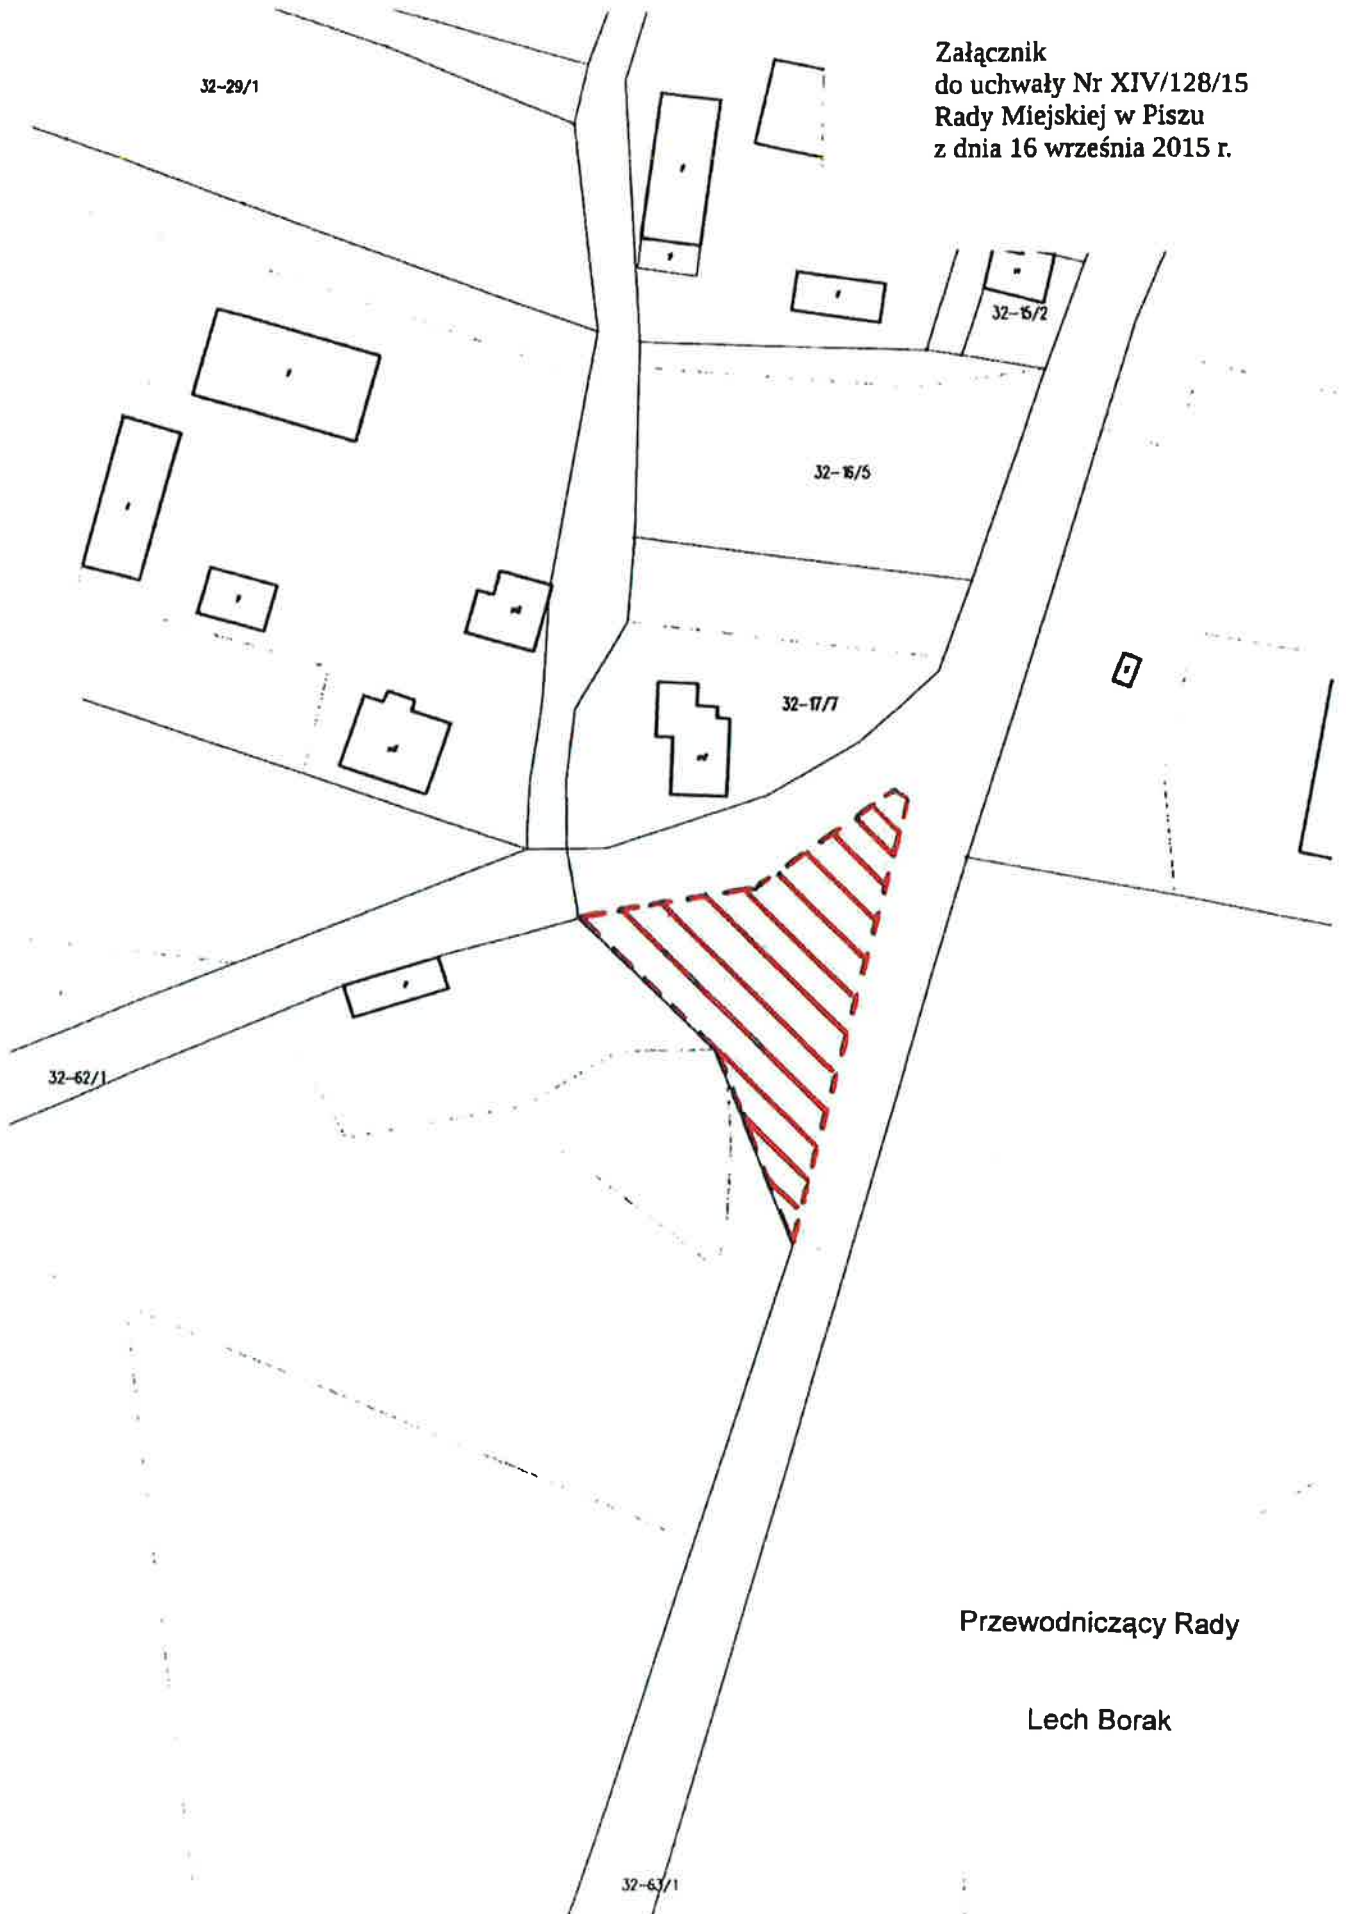 Załącznik
do uchwały Nr XIV/128/15
Rady Miejskiej w Piszu
z dnia 16 września 2015 r.
32-29/1
32-15/2
32-16/5
32-17/7
32-62/1
Przewodniczący Rady
Lech Borak
32-63/1